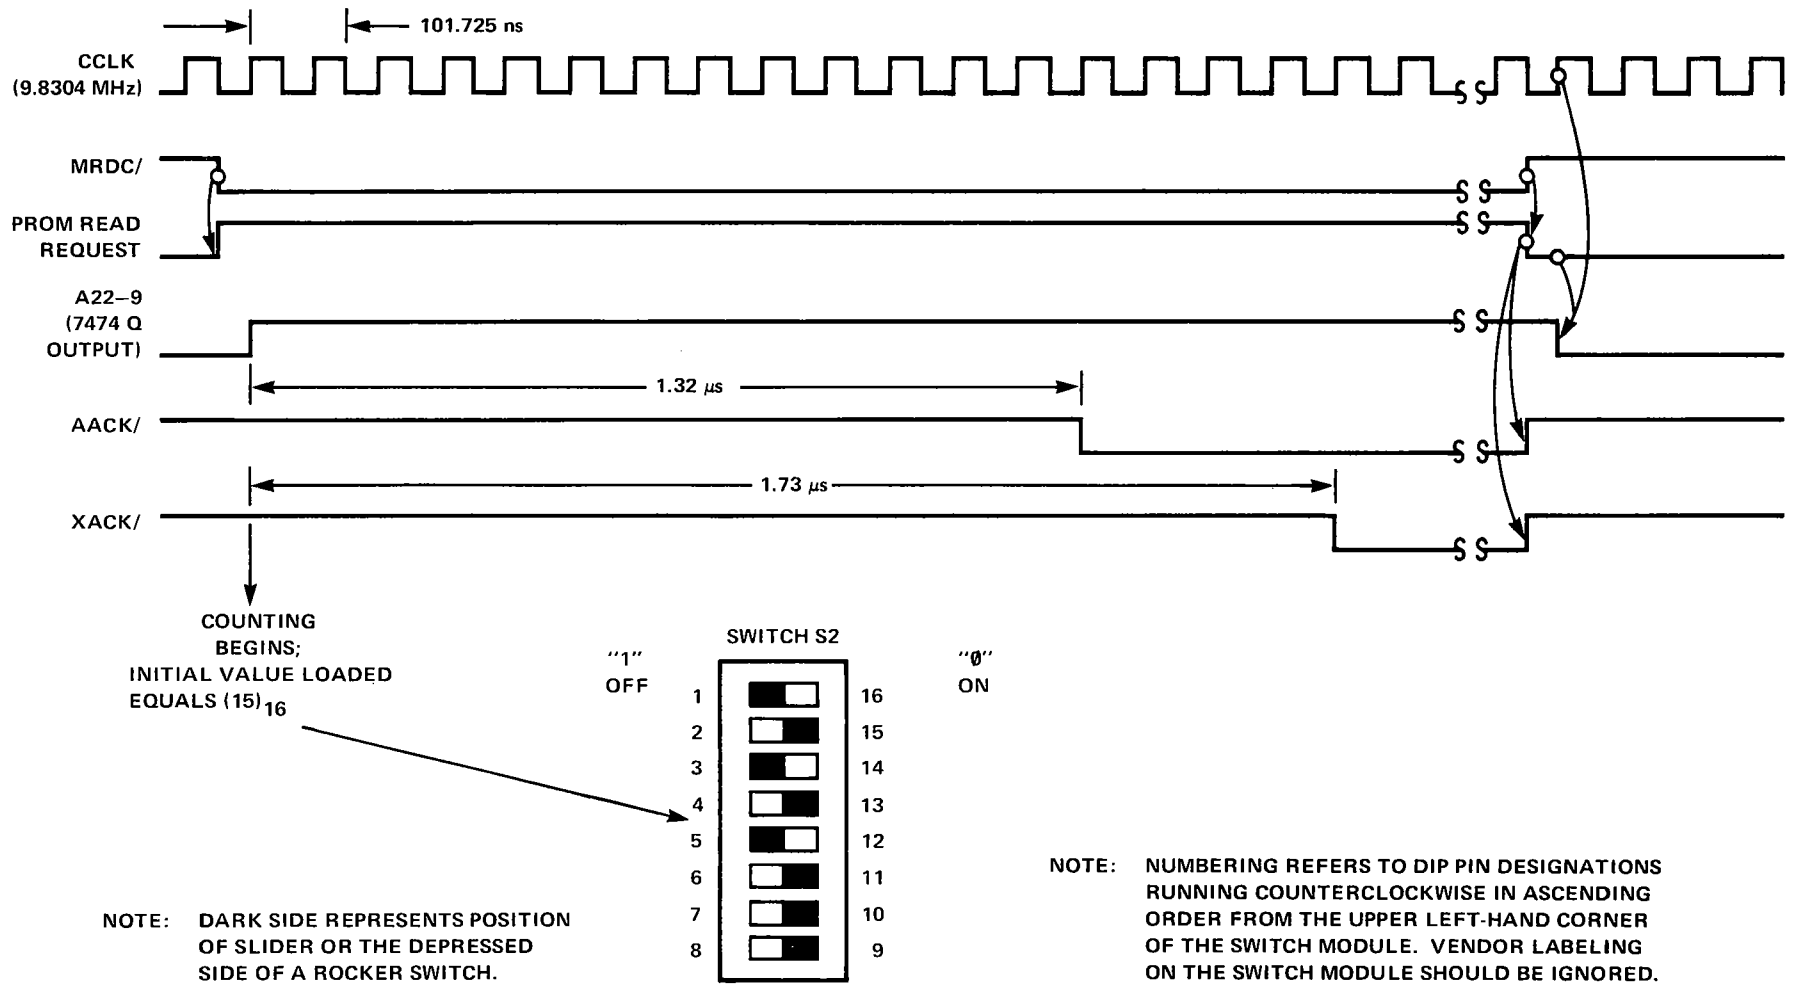 101.725 ns
CCLK
(9.8304 MHz)
MRDC/
PROM READ
REQUEST
A22–9
(7474 Q
OUTPUT)
1.32 μs
AACK/
1.73 μs
XACK/
COUNTING
BEGINS;
INITIAL VALUE LOADED
EQUALS (15)16
SWITCH S2
"1"
OFF
"0"
ON
1 16
2 15
3 14
4 13
5 12
6 11
7 10
8 9
NOTE: DARK SIDE REPRESENTS POSITION
OF SLIDER OR THE DEPRESSED
SIDE OF A ROCKER SWITCH.
NOTE: NUMBERING REFERS TO DIP PIN DESIGNATIONS
RUNNING COUNTERCLOCKWISE IN ASCENDING
ORDER FROM THE UPPER LEFT-HAND CORNER
OF THE SWITCH MODULE. VENDOR LABELING
ON THE SWITCH MODULE SHOULD BE IGNORED.